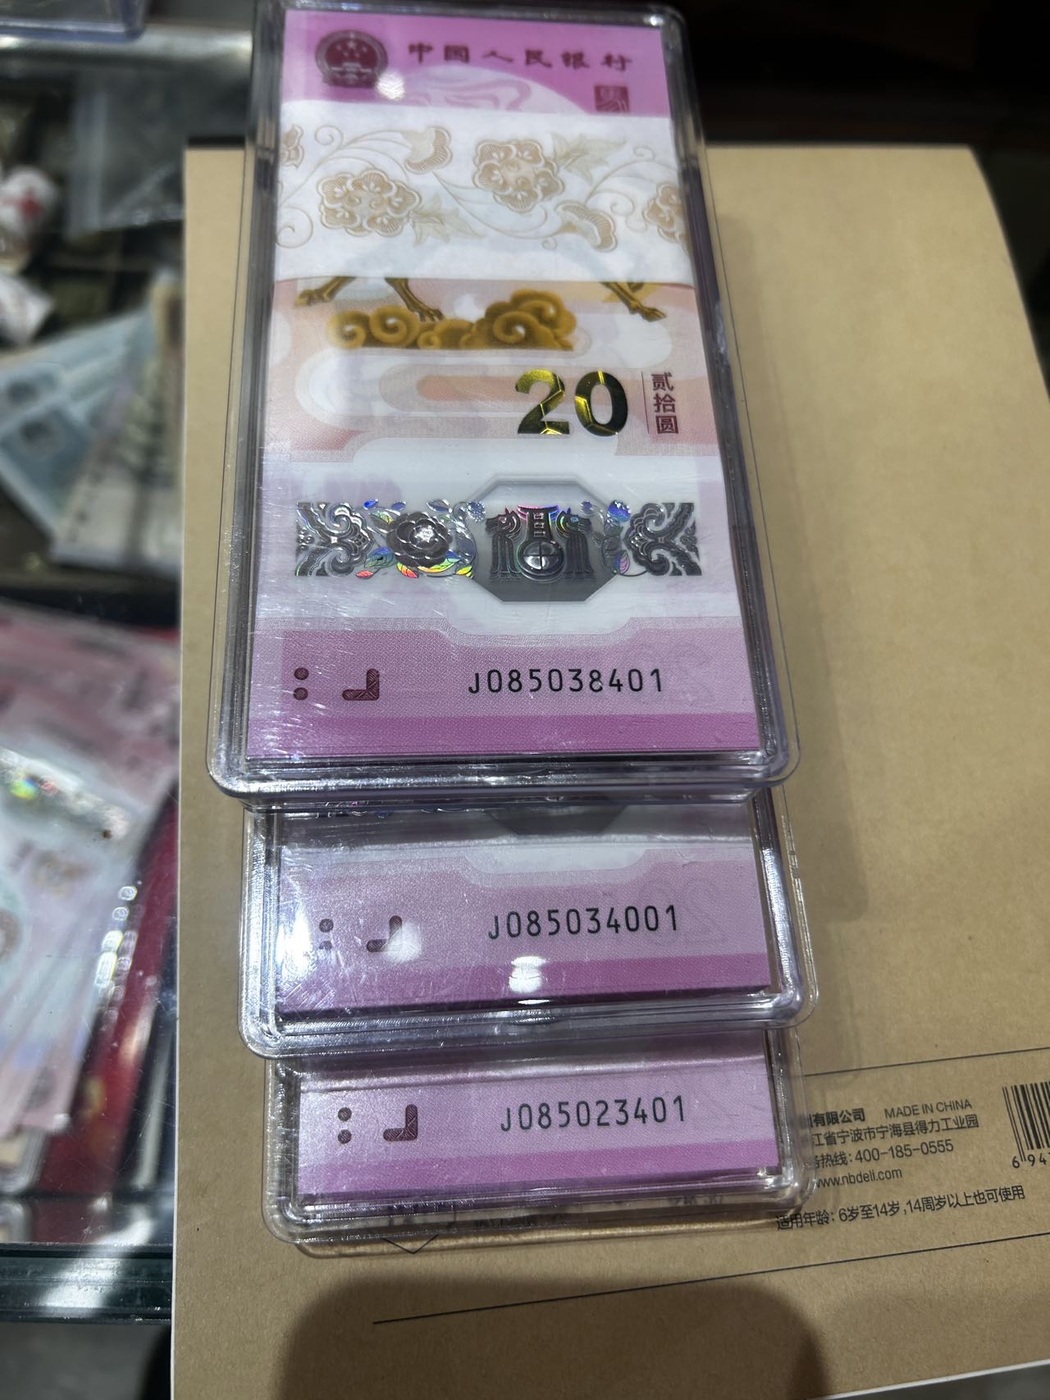 中国人民银行
20
贰拾圆
J085038401
J085034001
J085023401
有限公司 MADE IN CHINA
江省宁波市宁海县得力工业园
热线: 400-185-0555
www.nbdeli.com
适用年龄: 6岁至14岁, 14周岁以上也可使用